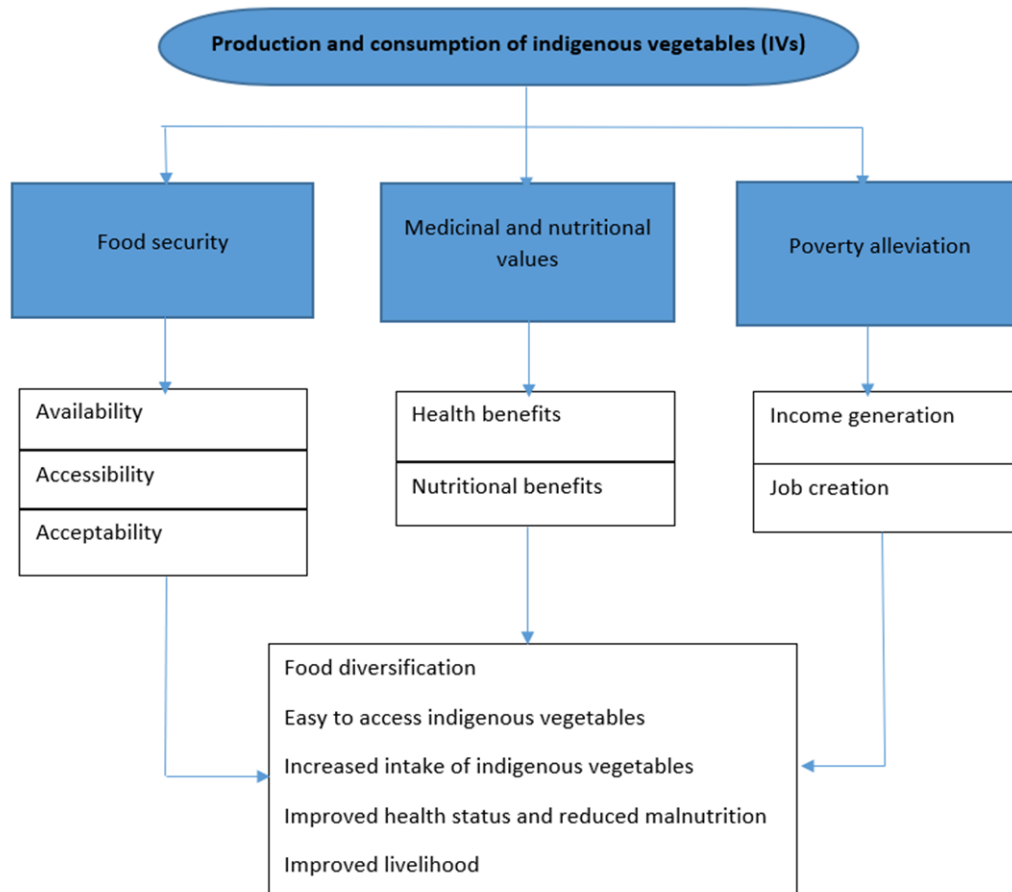 Production and consumption of indigenous vegetables (IVs)
Food security
Medicinal and nutritional
values
Poverty alleviation
Availability
Accessibility
Acceptability
Health benefits
Nutritional benefits
Income generation
Job creation
Food diversification
Easy to access indigenous vegetables
Increased intake of indigenous vegetables
Improved health status and reduced malnutrition
Improved livelihood